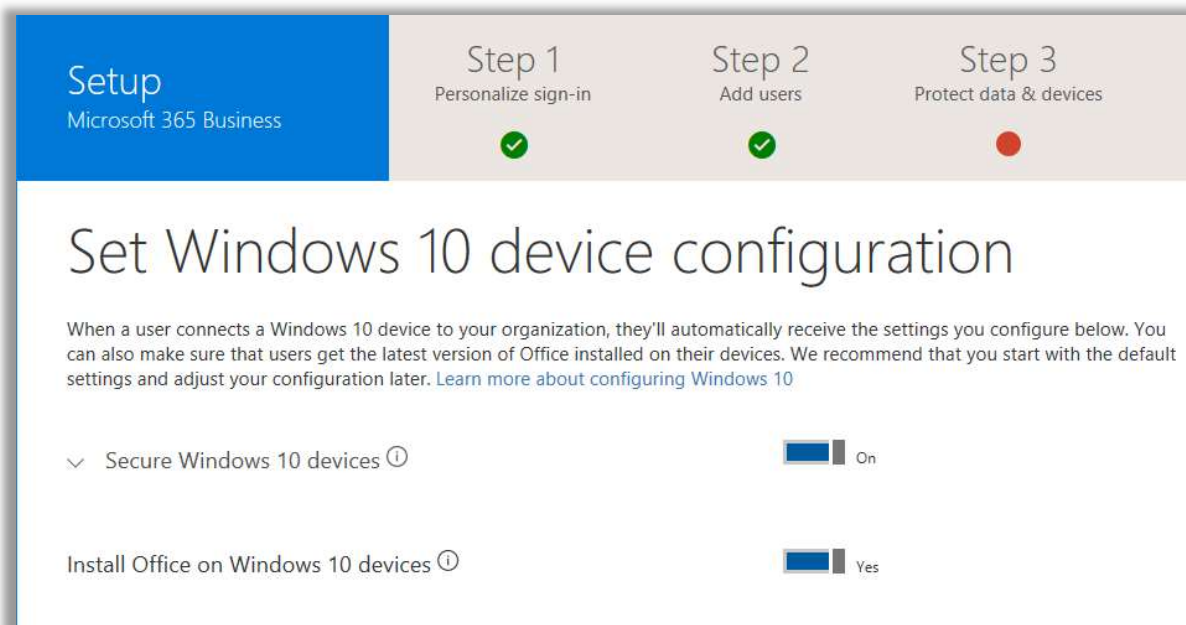 Setup
Microsoft 365 Business
Step 1
Personalize sign-in
Step 2
Add users
Step 3
Protect data & devices
Set Windows 10 device configuration
When a user connects a Windows 10 device to your organization, they'll automatically receive the settings you configure below. You
can also make sure that users get the latest version of Office installed on their devices. We recommend that you start with the default
settings and adjust your configuration later. Learn more about configuring Windows 10
Secure Windows 10 devices
On
Install Office on Windows 10 devices
Yes